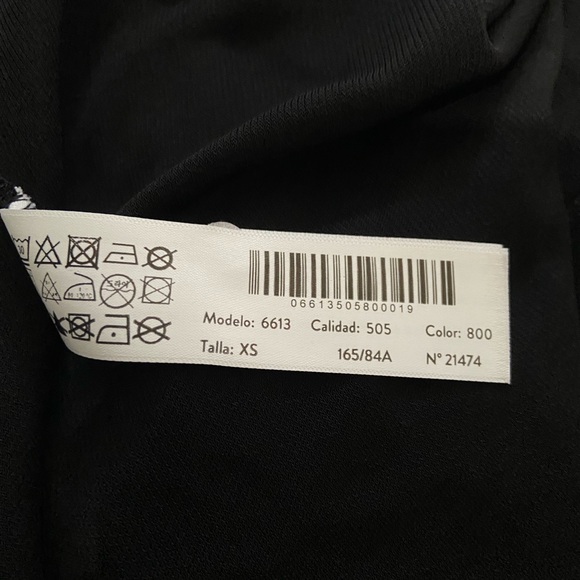 06613505800019
Modelo: 6613 Calidad: 505 Color: 800
Talla: XS 165/84A Nº 21474